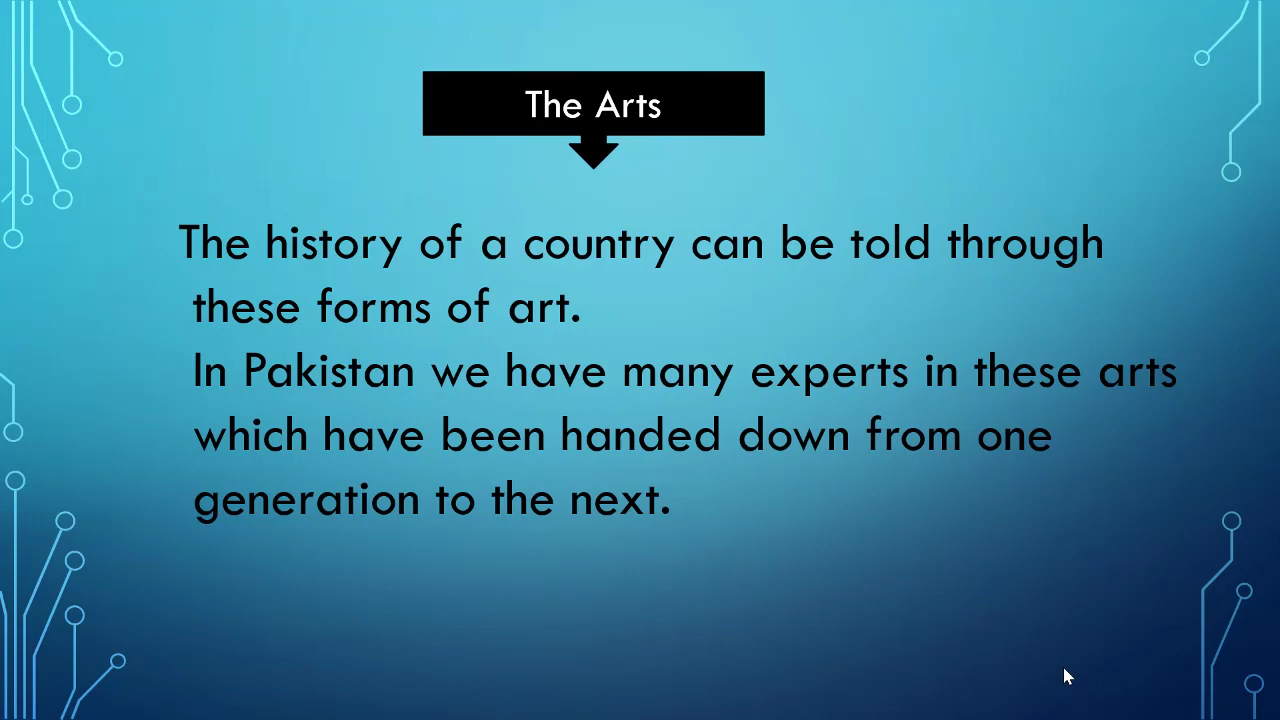 The Arts
The history of a country can be told through
these forms of art.
In Pakistan we have many experts in these arts
which have been handed down from one
generation to the next.